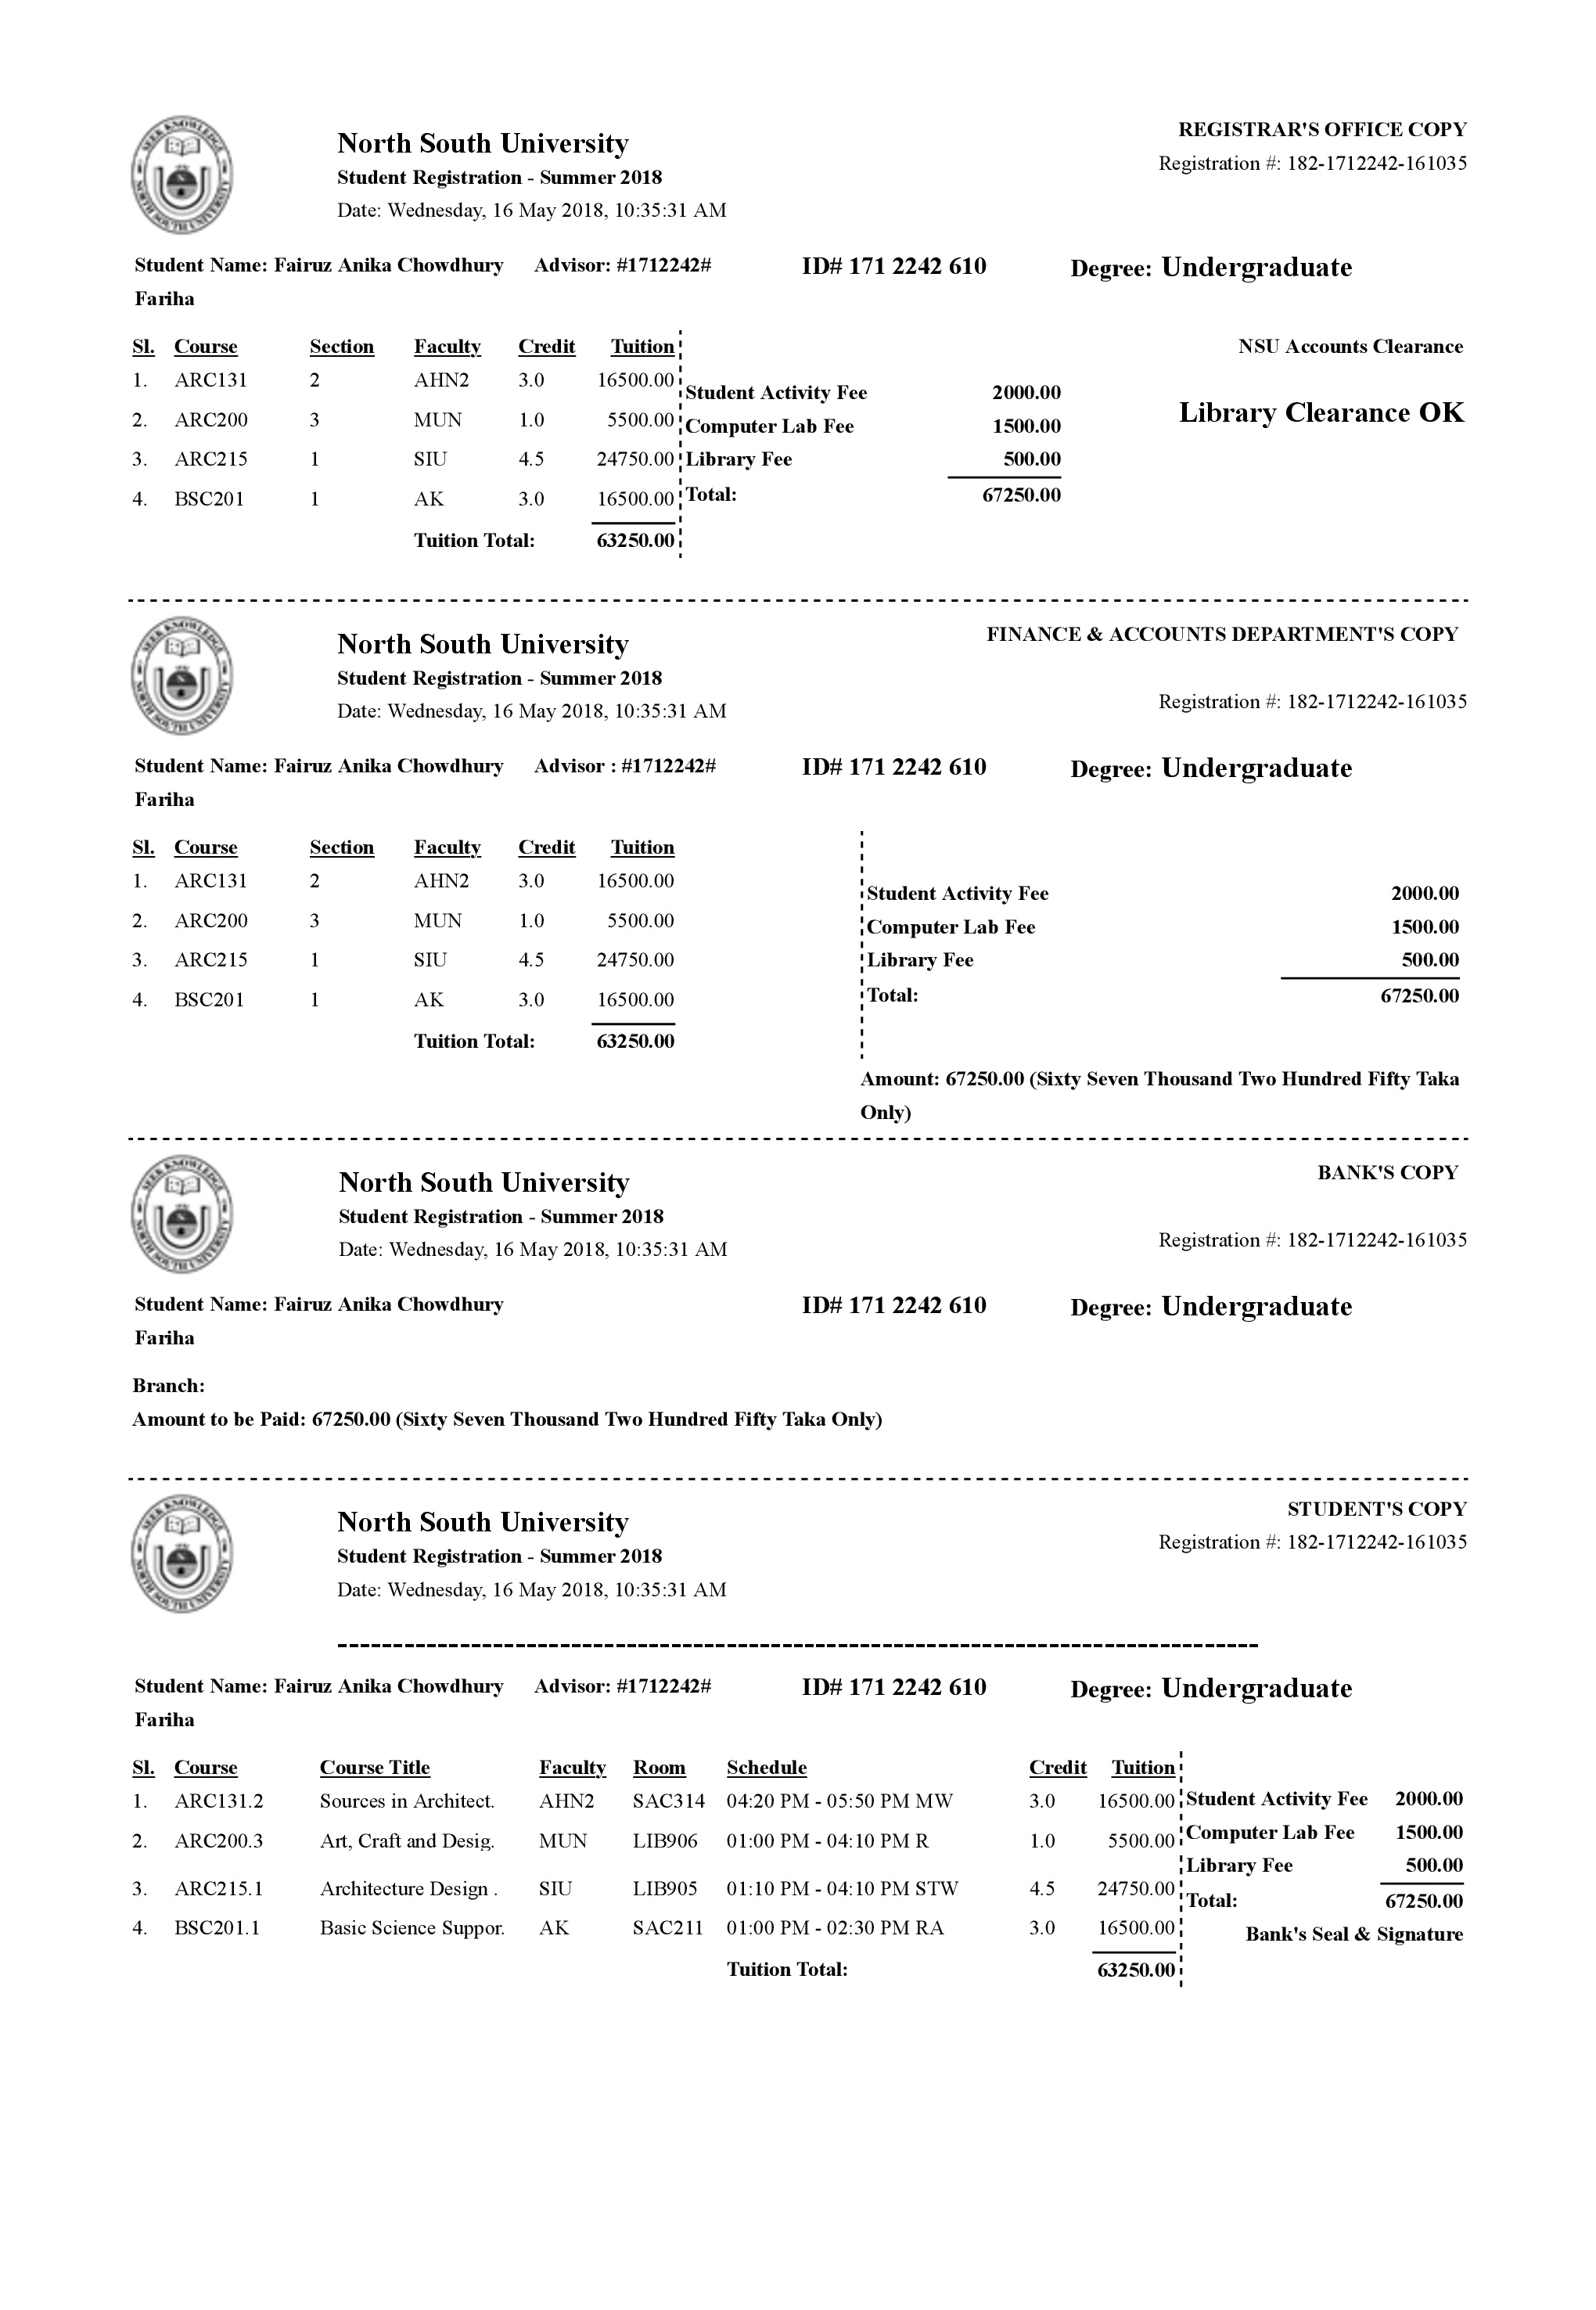 REGISTRAR'S OFFICE COPY
North South University
Registration #: 182-1712242-161035
Student Registration - Summer 2018
Date: Wednesday, 16 May 2018, 10:35:31 AM
Student Name: Fairuz Anika Chowdhury Advisor: #1712242# ID# 171 2242 610 Degree: Undergraduate
Fariha
Sl. Course Section Faculty Credit Tuition NSU Accounts Clearance
1. ARC131 2 AHN2 3.0 16500.00
Student Activity Fee 2000.00
Library Clearance OK
2. ARC200 3 MUN 1.0 5500.00
Computer Lab Fee 1500.00
3. ARC215 1 SIU 4.5 24750.00 Library Fee 500.00
4. BSC201 1 AK 3.0 16500.00 Total: 67250.00
Tuition Total: 63250.00
SEEK KNOWLEDGE
NORTH SOUTH UNIVERSITY
FINANCE & ACCOUNTS DEPARTMENT'S COPY
North South University
Student Registration - Summer 2018
Registration #: 182-1712242-161035
Date: Wednesday, 16 May 2018, 10:35:31 AM
Student Name: Fairuz Anika Chowdhury Advisor : #1712242# ID# 171 2242 610 Degree: Undergraduate
Fariha
Sl. Course Section Faculty Credit Tuition
1. ARC131 2 AHN2 3.0 16500.00
Student Activity Fee 2000.00
2. ARC200 3 MUN 1.0 5500.00
Computer Lab Fee 1500.00
3. ARC215 1 SIU 4.5 24750.00 Library Fee 500.00
4. BSC201 1 AK 3.0 16500.00 Total: 67250.00
Tuition Total: 63250.00
Amount: 67250.00 (Sixty Seven Thousand Two Hundred Fifty Taka
Only)
SEEK KNOWLEDGE
NORTH SOUTH UNIVERSITY
BANK'S COPY
North South University
Student Registration - Summer 2018
Registration #: 182-1712242-161035
Date: Wednesday, 16 May 2018, 10:35:31 AM
Student Name: Fairuz Anika Chowdhury ID# 171 2242 610 Degree: Undergraduate
Fariha
Branch:
Amount to be Paid: 67250.00 (Sixty Seven Thousand Two Hundred Fifty Taka Only)
SEEK KNOWLEDGE
NORTH SOUTH UNIVERSITY
STUDENT'S COPY
North South University
Registration #: 182-1712242-161035
Student Registration - Summer 2018
Date: Wednesday, 16 May 2018, 10:35:31 AM
SEEK KNOWLEDGE
NORTH SOUTH UNIVERSITY
Student Name: Fairuz Anika Chowdhury Advisor: #1712242# ID# 171 2242 610 Degree: Undergraduate
Fariha
Sl. Course Course Title Faculty Room Schedule Credit Tuition
1. ARC131.2 Sources in Architect. AHN2 SAC314 04:20 PM - 05:50 PM MW 3.0 16500.00 Student Activity Fee 2000.00
2. ARC200.3 Art, Craft and Desig. MUN LIB906 01:00 PM - 04:10 PM R 1.0 5500.00 Computer Lab Fee 1500.00
Library Fee 500.00
3. ARC215.1 Architecture Design . SIU LIB905 01:10 PM - 04:10 PM STW 4.5 24750.00 Total: 67250.00
4. BSC201.1 Basic Science Suppor. AK SAC211 01:00 PM - 02:30 PM RA 3.0 16500.00 Bank's Seal & Signature
Tuition Total: 63250.00